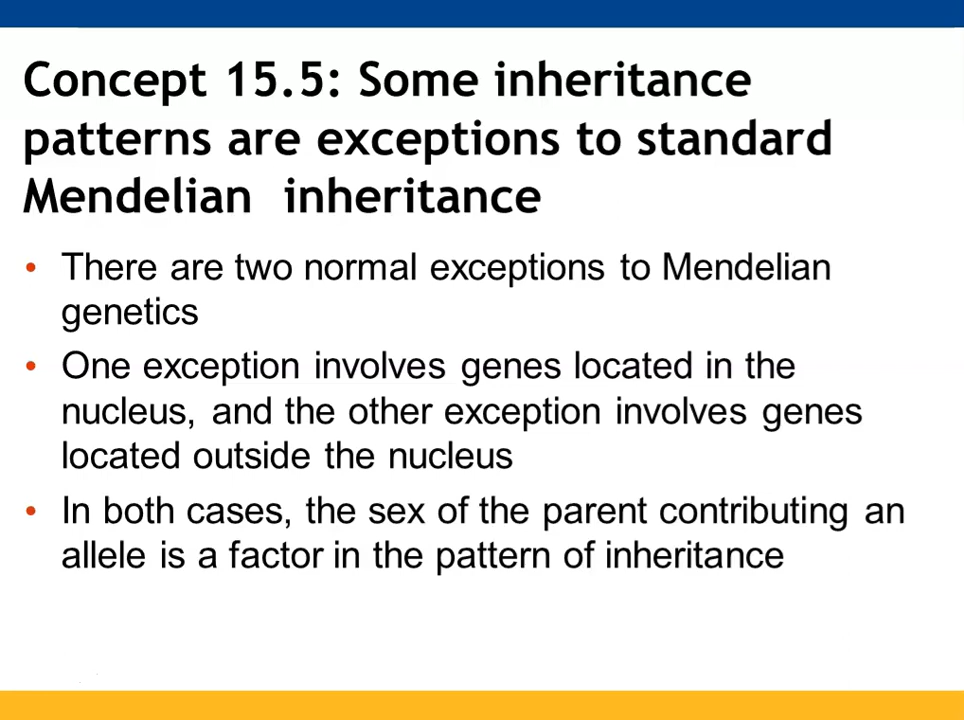 Concept 15.5: Some inheritance
patterns are exceptions to standard
Mendelian  inheritance
• There are two normal exceptions to Mendelian
genetics
• One exception involves genes located in the
nucleus, and the other exception involves genes
located outside the nucleus
• In both cases, the sex of the parent contributing an
allele is a factor in the pattern of inheritance